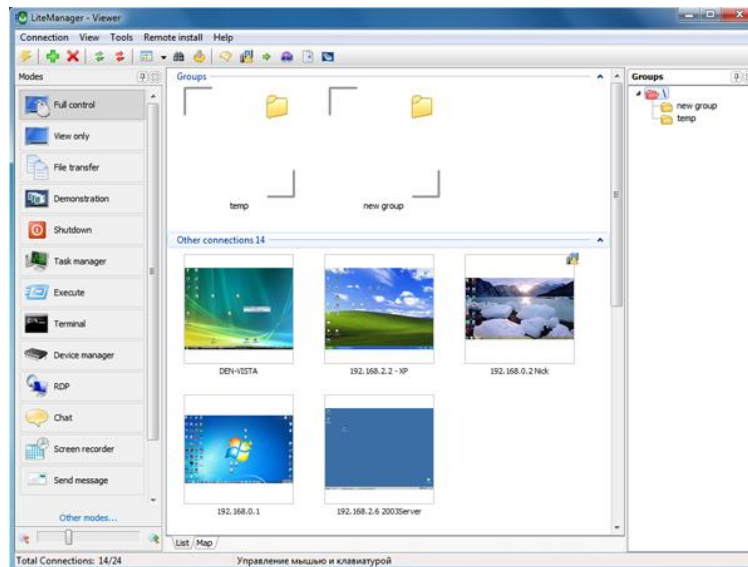 LiteManager - Viewer
Connection View Tools Remote install Help
Modes
Full control
View only
File transfer
Demonstration
Shutdown
Task manager
Execute
Terminal
Device manager
RDP
Chat
Screen recorder
Send message
Other modes...
Groups
temp
new group
Other connections 14
DEN-VISTA
192.168.2.2 - XP
192.168.0.2 Nick
192.168.0.1
192.168.2.6 2003Server
List Map
Groups
\
new group
temp
Total Connections: 14/24
Управление мышью и клавиатурой